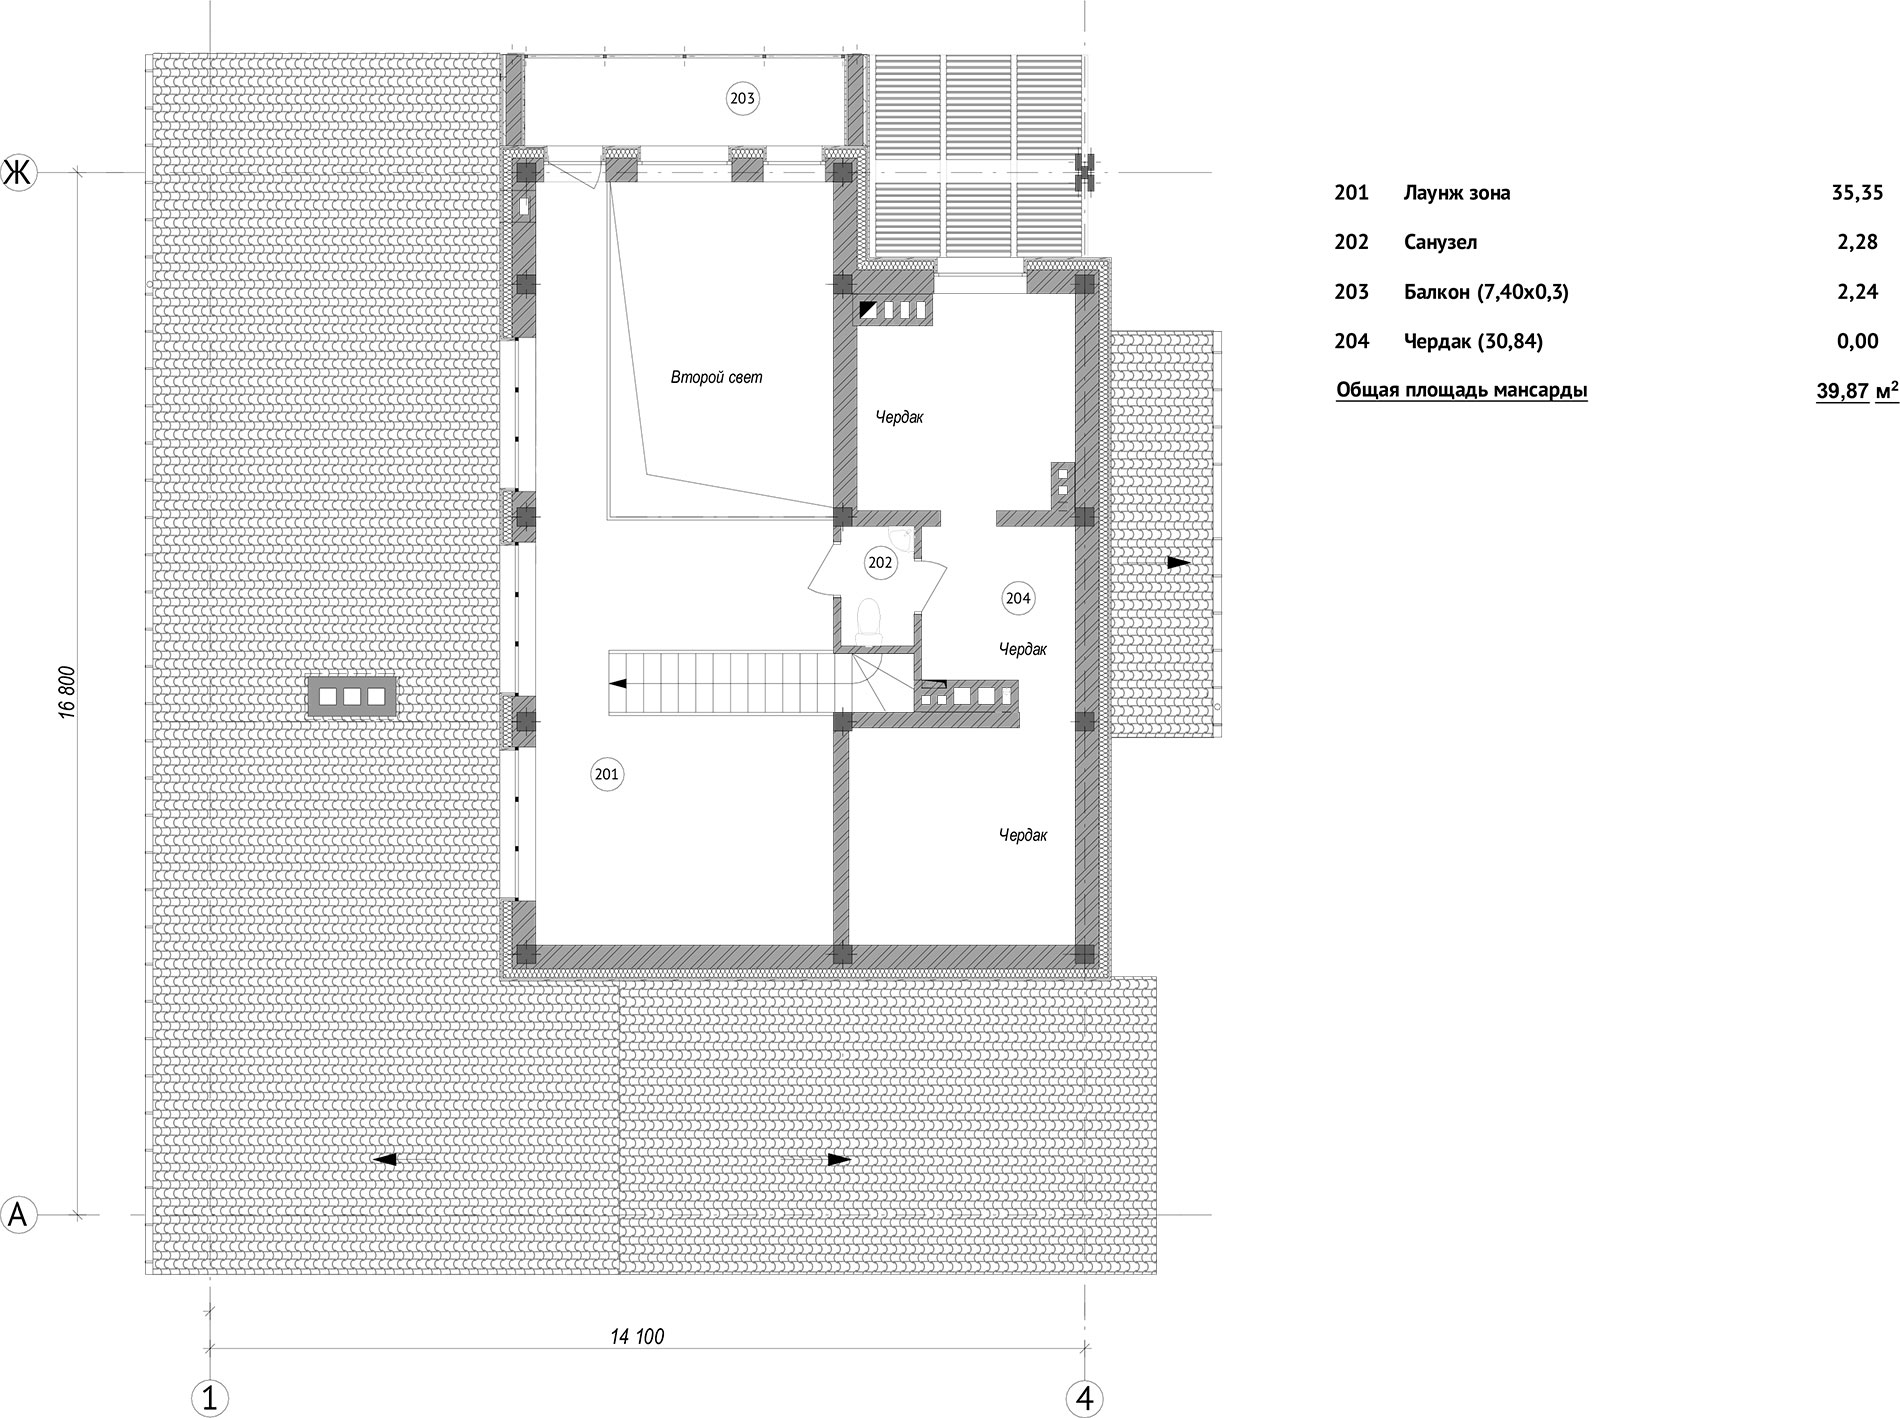 203
Ж
201 Лаунж зона 35,35
202 Санузел 2,28
203 Балкон (7,40х0,3) 2,24
204 Чердак (30,84) 0,00
Общая площадь мансарды 39,87 м²
Второй свет
Чердак
202
204
Чердак
16 800
201
Чердак
А
14 100
1
4